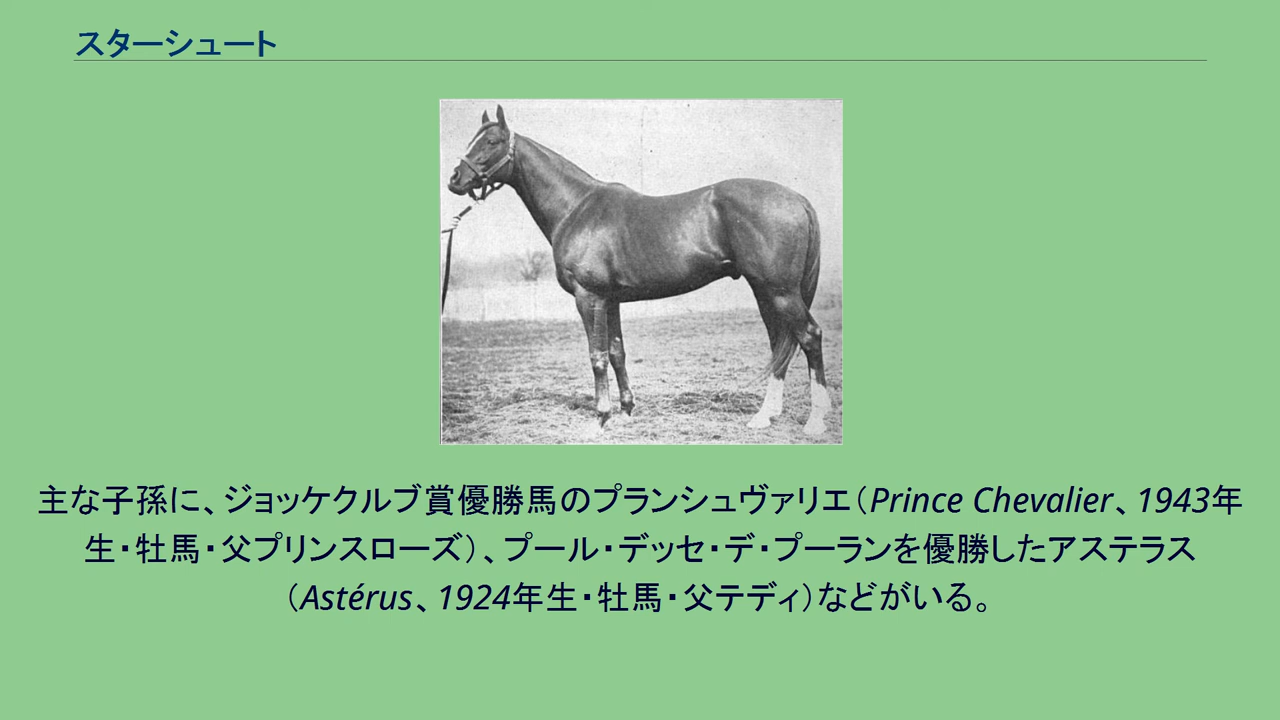 スターシュート
主な子孫に、ジョッケクルブ賞優勝馬のプランシュヴァリエ（Prince Chevalier、1943年
生・牡馬・父プリンスローズ）、プール・デッセ・デ・プーランを優勝したアステラス
（Astérus、1924年生・牡馬・父テディ）などがいる。